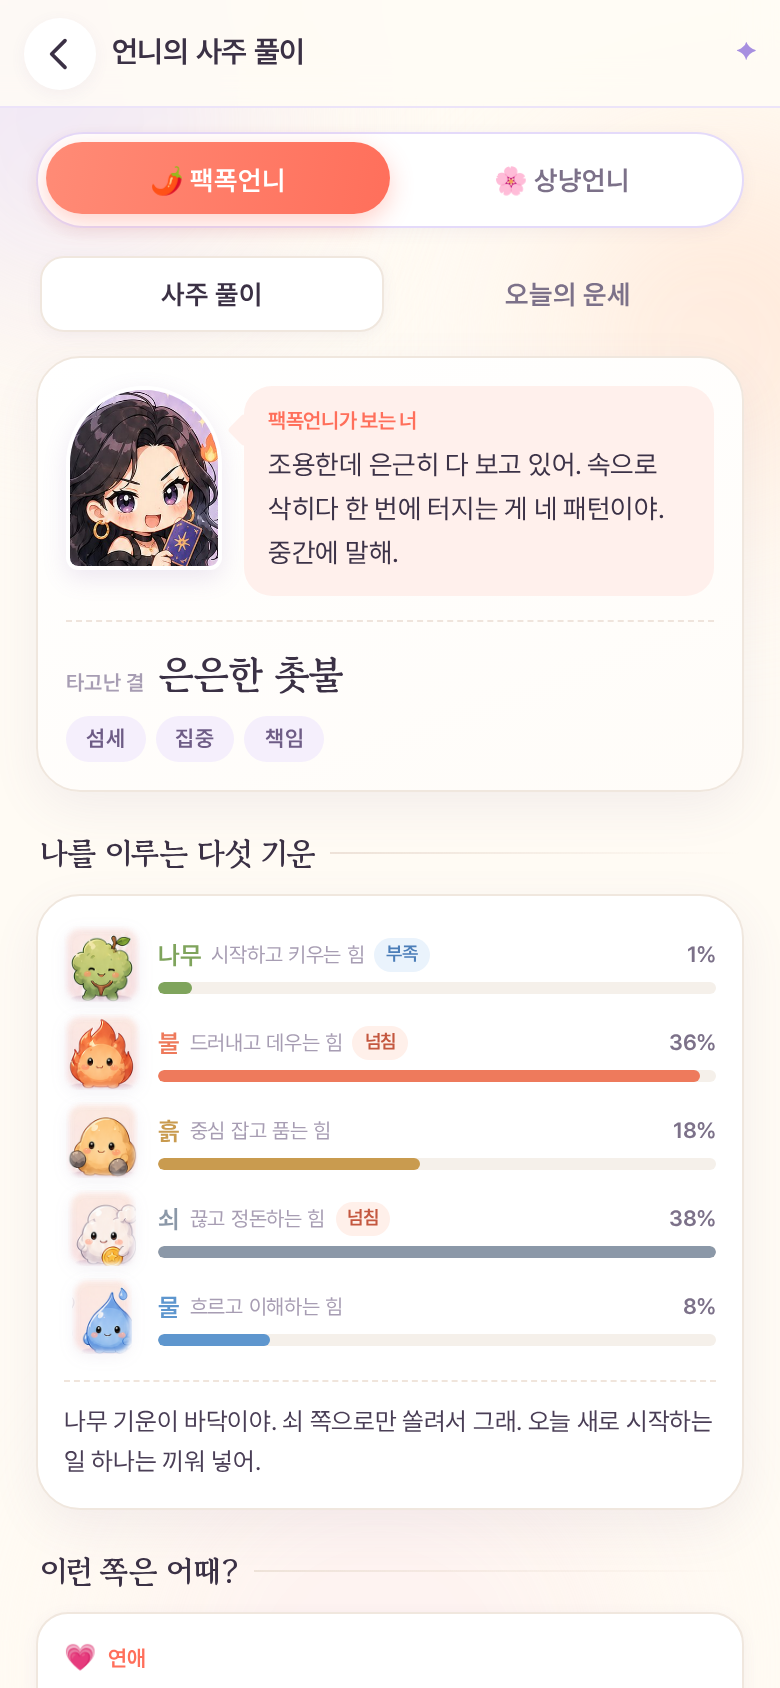 언니의 사주 풀이
🌶️ 팩폭언니
🌸 상냥언니
사주 풀이
오늘의 운세
팩폭언니가 보는 너
조용한데 은근히 다 보고 있어. 속으로
삭히다 한 번에 터지는 게 네 패턴이야.
중간에 말해.
타고난 결 은은한 촛불
섬세 집중 책임
나를 이루는 다섯 기운
나무 시작하고 키우는 힘 부족 1%
불 드러내고 데우는 힘 넘침 36%
흙 중심 잡고 품는 힘 18%
쇠 끊고 정돈하는 힘 넘침 38%
물 흐르고 이해하는 힘 8%
나무 기운이 바닥이야. 쇠 쪽으로만 쏠려서 그래. 오늘 새로 시작하는
일 하나는 끼워 넣어.
이런 쪽은 어때?
💗 연애